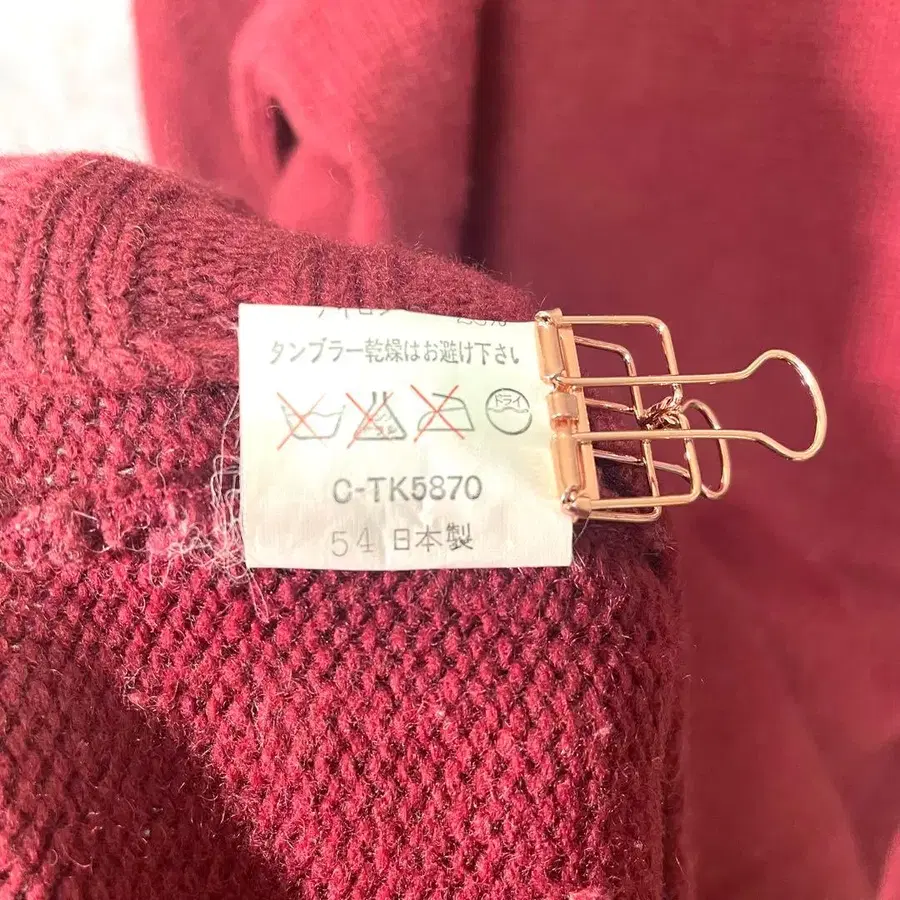 タンブラー乾燥はお避け下さい
ドライ
C-TK5870
54 日本製